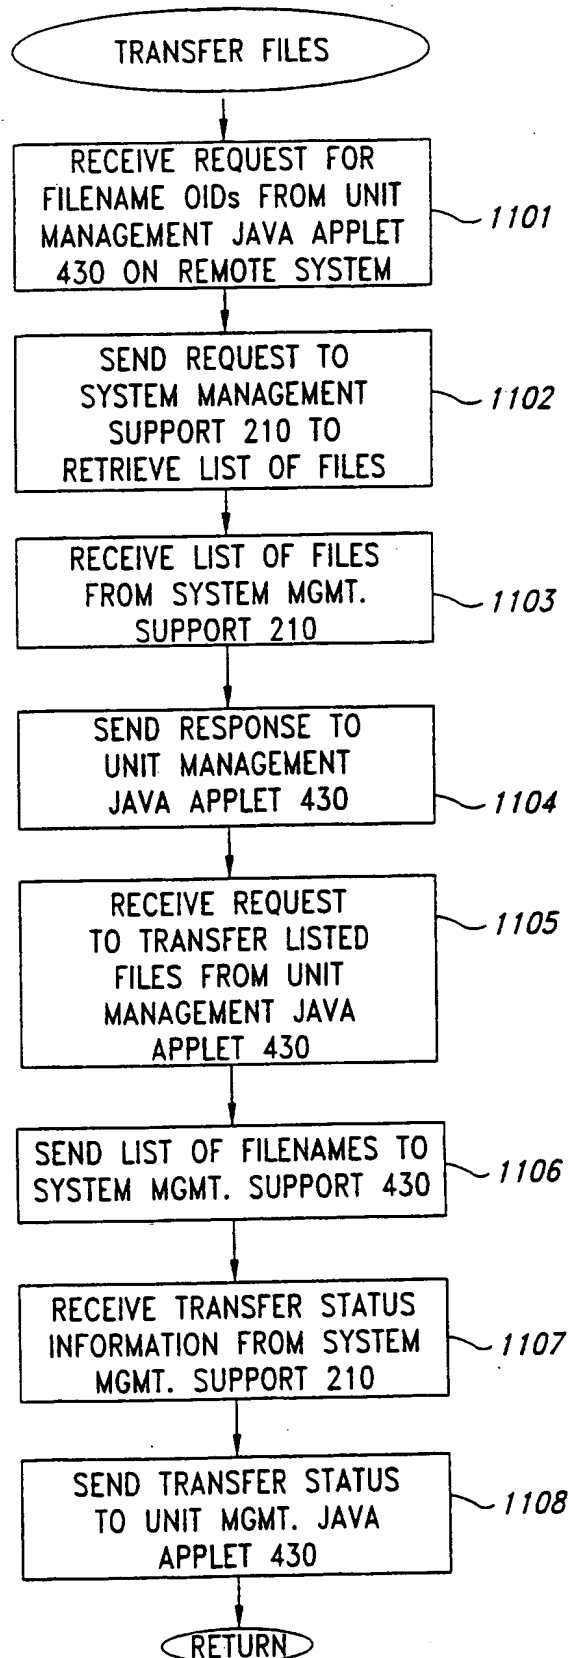 TRANSFER FILES
RECEIVE REQUEST FOR
FILENAME OIDs FROM UNIT
MANAGEMENT JAVA APPLET
430 ON REMOTE SYSTEM
1101
SEND REQUEST TO
SYSTEM MANAGEMENT
SUPPORT 210 TO
RETRIEVE LIST OF FILES
1102
RECEIVE LIST OF FILES
FROM SYSTEM MGMT.
SUPPORT 210
1103
SEND RESPONSE TO
UNIT MANAGEMENT
JAVA APPLET 430
1104
RECEIVE REQUEST
TO TRANSFER LISTED
FILES FROM UNIT
MANAGEMENT JAVA
APPLET 430
1105
SEND LIST OF FILENAMES TO
SYSTEM MGMT. SUPPORT 430
1106
RECEIVE TRANSFER STATUS
INFORMATION FROM SYSTEM
MGMT. SUPPORT 210
1107
SEND TRANSFER STATUS
TO UNIT MGMT. JAVA
APPLET 430
1108
RETURN